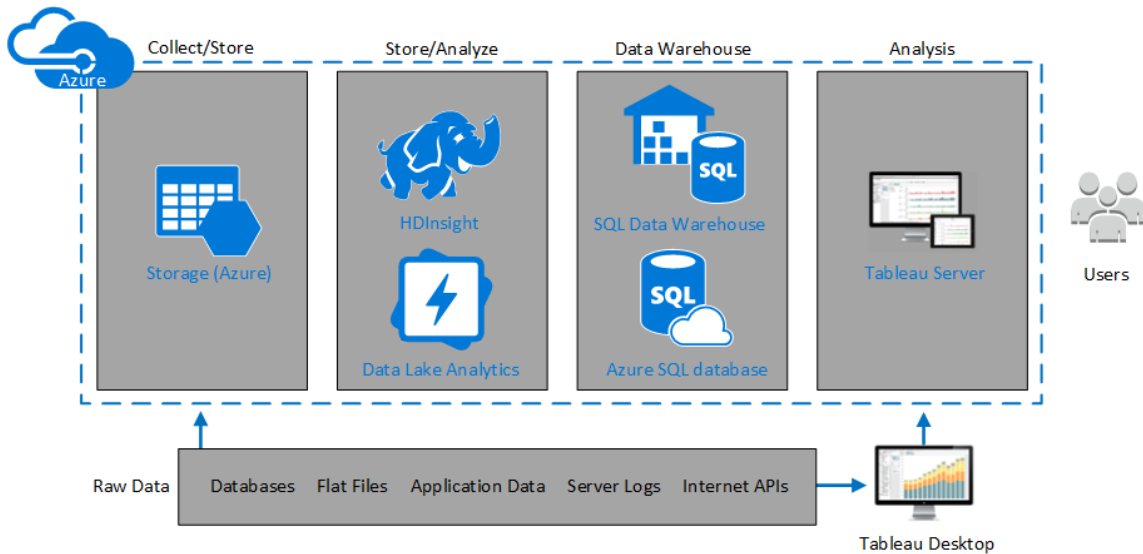 Collect/Store
Store/Analyze
Data Warehouse
Analysis
Azure
HDInsight
SQL
SQL Data Warehouse
Storage (Azure)
Tableau Server
Users
SQL
Data Lake Analytics
Azure SQL database
Raw Data
Databases
Flat Files
Application Data
Server Logs
Internet APIs
Tableau Desktop